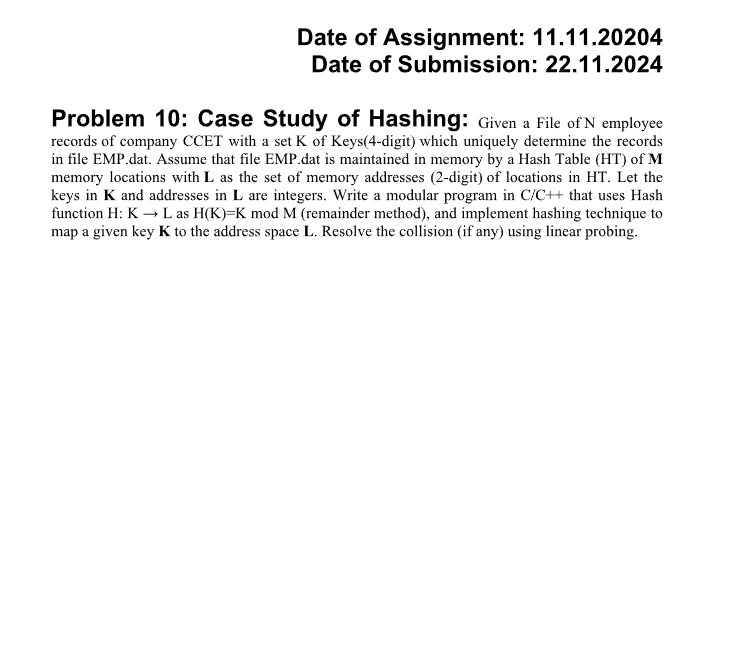 Date of Assignment: 11.11.20204
Date of Submission: 22.11.2024
Problem 10: Case Study of Hashing: Given a File of N employee
records of company CCET with a set K of Keys(4-digit) which uniquely determine the records
in file EMP.dat. Assume that file EMP.dat is maintained in memory by a Hash Table (HT) of M
memory locations with L as the set of memory addresses (2-digit) of locations in HT. Let the
keys in K and addresses in L are integers. Write a modular program in C/C++ that uses Hash
function H: K → L as H(K)=K mod M (remainder method), and implement hashing technique to
map a given key K to the address space L. Resolve the collision (if any) using linear probing.